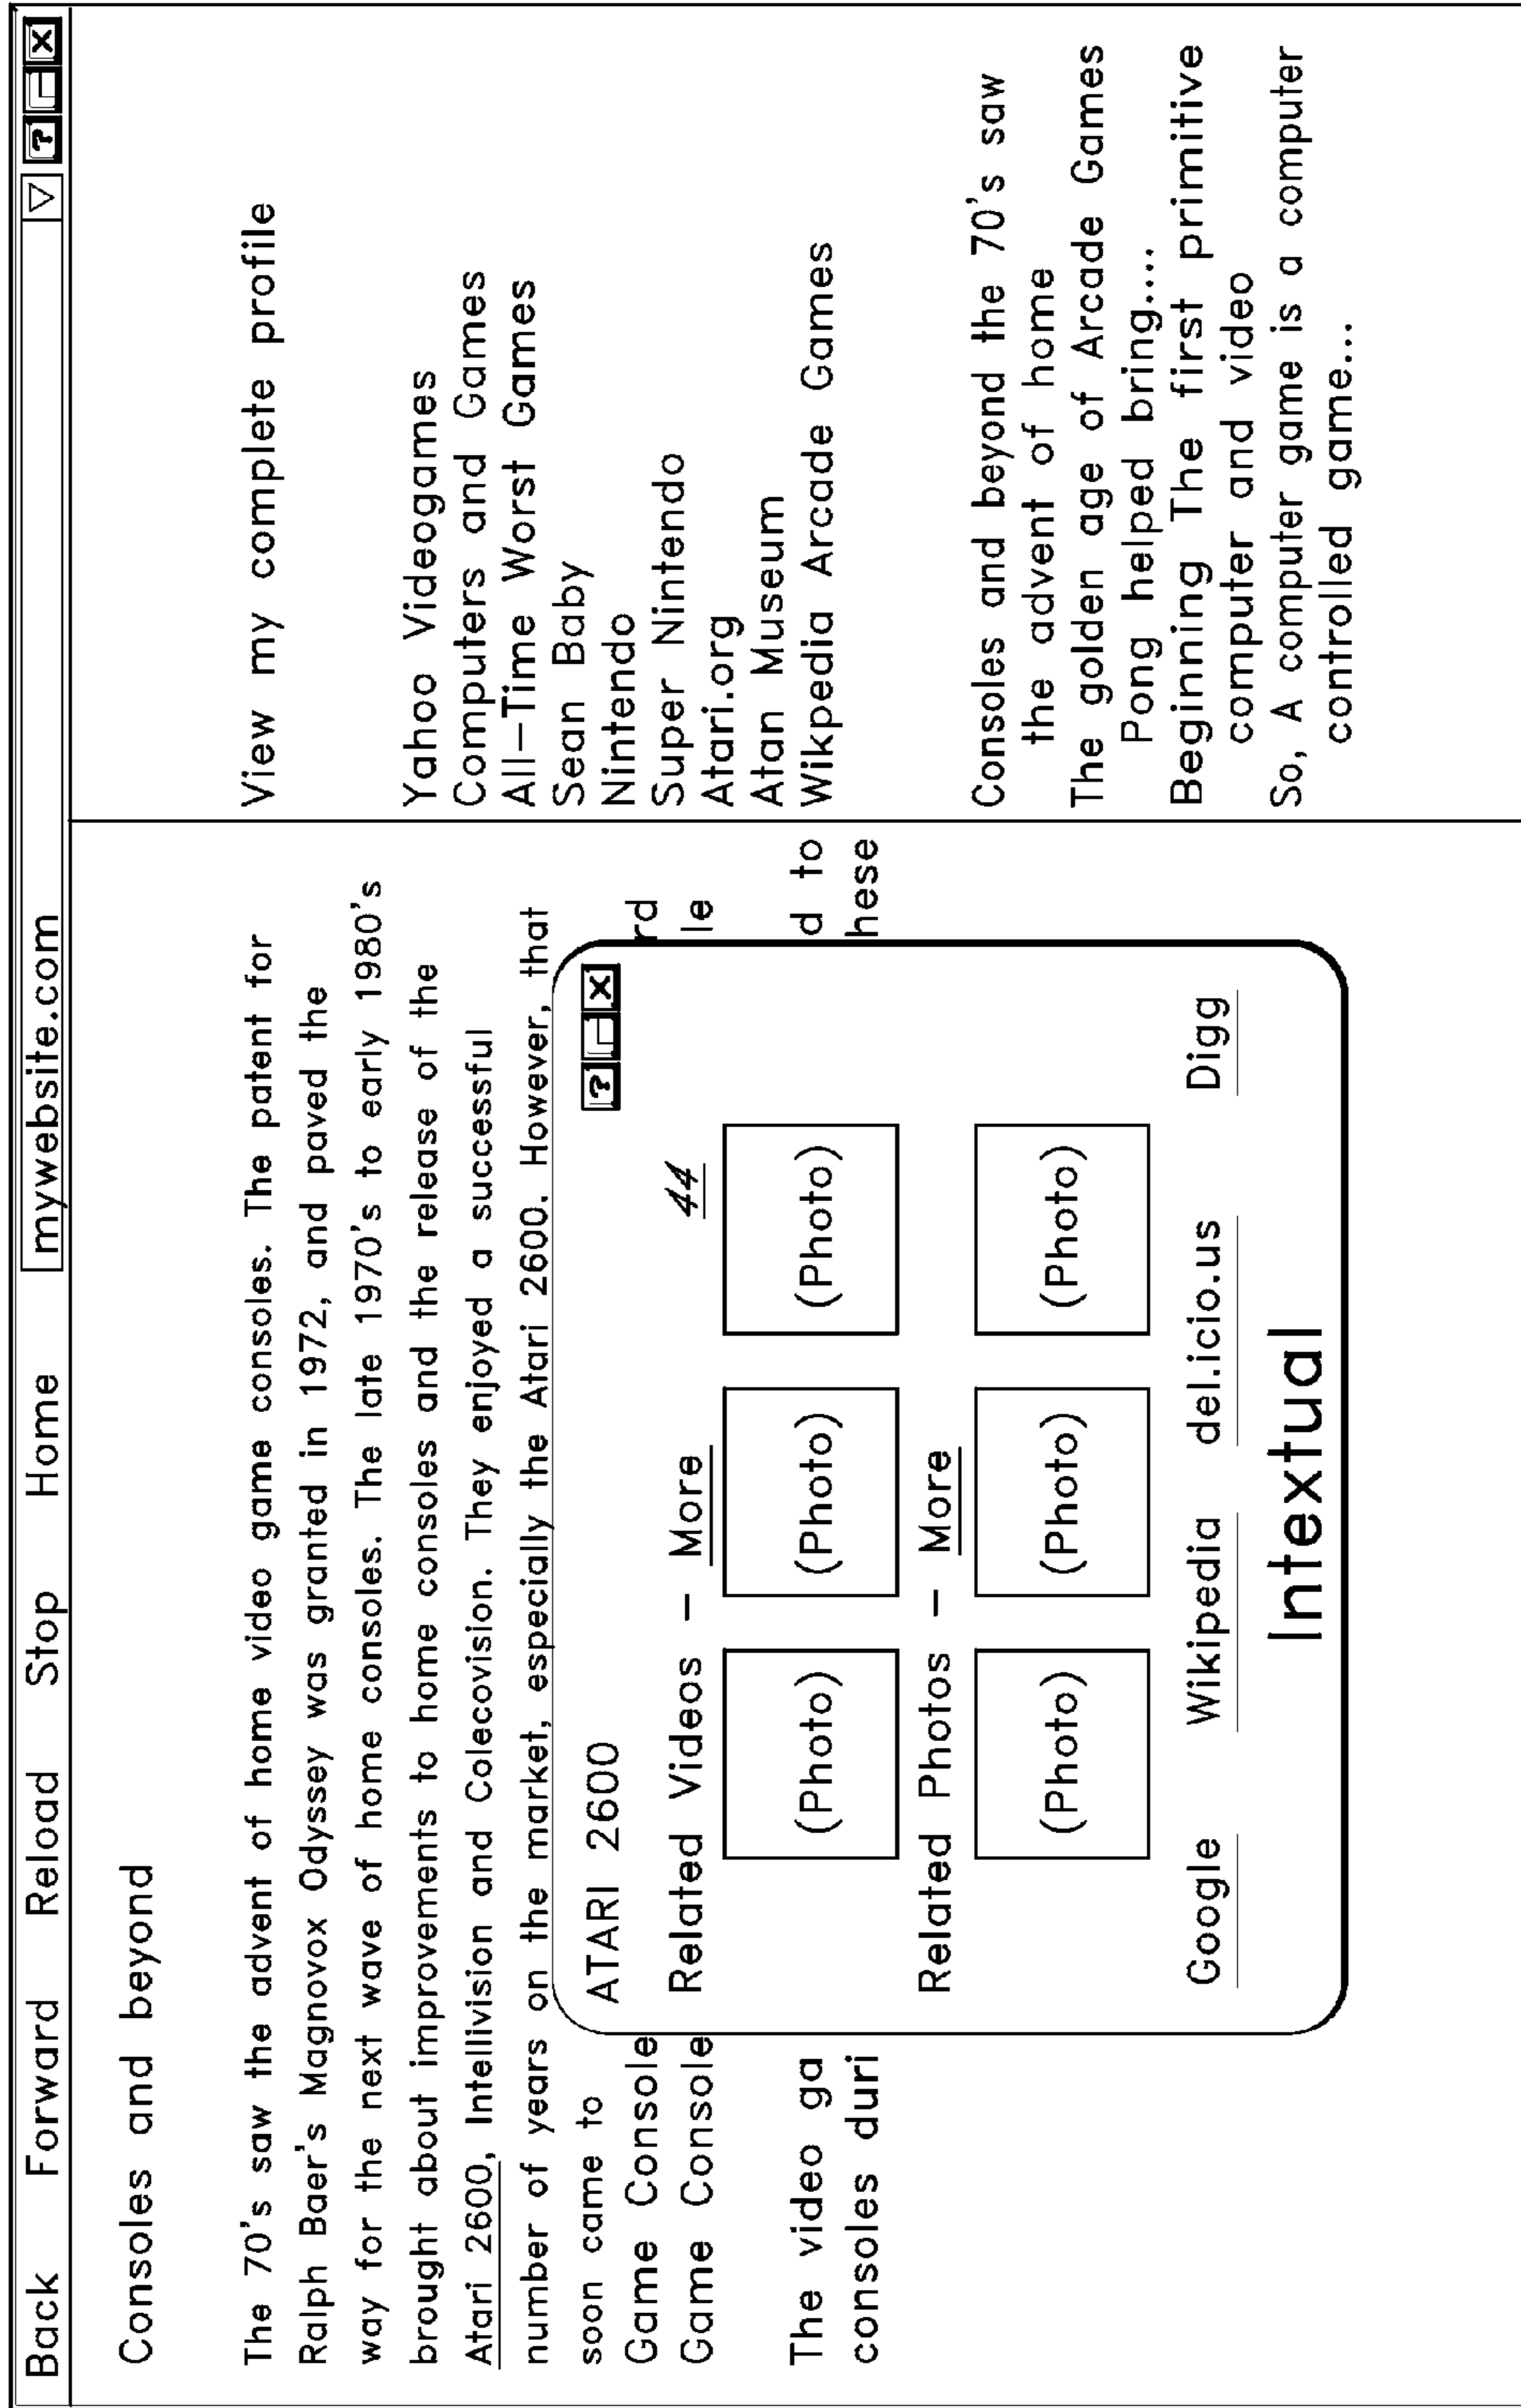 Back Forward Reload Stop Home mywebsite.com ? X
Consoles and beyond
The 70's saw the advent of home video game consoles. The patent for
Ralph Baer's Magnovox Odyssey was granted in 1972, and paved the
way for the next wave of home consoles. The late 1970's to early 1980's
brought about improvements to home consoles and the release of the
Atari 2600, Intellivision and Colecovision. They enjoyed a successful
number of years on the market, especially the Atari 2600. However, that
soon came to
Game Console rd
Game Console le
The video ga d to
consoles duri hese
? X
ATARI 2600
Related Videos – More 44
(Photo) (Photo) (Photo)
Related Photos – More
(Photo) (Photo) (Photo)
Google Wikipedia del.icio.us Digg
Intextual
View my complete profile
Yahoo Videogames
Computers and Games
All–Time Worst Games
Sean Baby
Nintendo
Super Nintendo
Atari.org
Atan Museum
Wikpedia Arcade Games
Consoles and beyond the 70's saw
the advent of home
The golden age of Arcade Games
Pong helped bring....
Beginning The first primitive
computer and video
So, A computer game is a computer
controlled game...